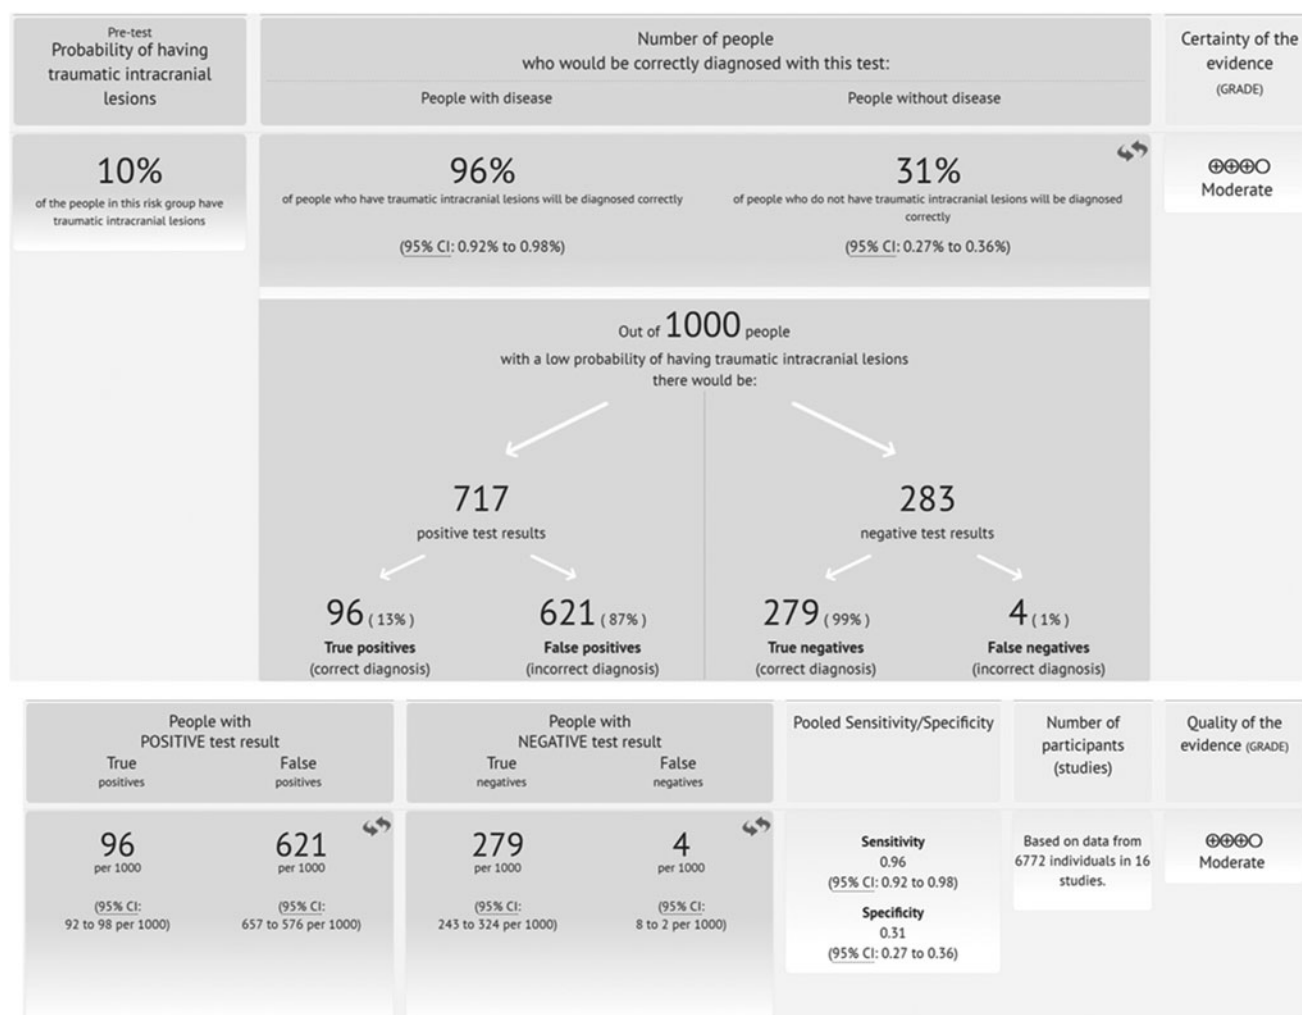 Pre-test
Probability of having
traumatic intracranial
lesions
Number of people
who would be correctly diagnosed with this test:
People with disease
People without disease
Certainty of the
evidence
(GRADE)
10%
of the people in this risk group have
traumatic intracranial lesions
96%
of people who have traumatic intracranial lesions will be diagnosed correctly
(95% CI: 0.92% to 0.98%)
31%
of people who do not have traumatic intracranial lesions will be diagnosed
correctly
(95% CI: 0.27% to 0.36%)
⊕⊕⊕○
Moderate
Out of 1000 people
with a low probability of having traumatic intracranial lesions
there would be:
717
positive test results
283
negative test results
96 ( 13% )
True positives
(correct diagnosis)
621 ( 87% )
False positives
(incorrect diagnosis)
279 ( 99% )
True negatives
(correct diagnosis)
4 ( 1% )
False negatives
(incorrect diagnosis)
People with
POSITIVE test result
True
positives
False
positives
People with
NEGATIVE test result
True
negatives
False
negatives
Pooled Sensitivity/Specificity
Number of
participants
(studies)
Quality of the
evidence (GRADE)
96
per 1000
(95% CI:
92 to 98 per 1000)
621
per 1000
(95% CI:
657 to 576 per 1000)
279
per 1000
(95% CI:
243 to 324 per 1000)
4
per 1000
(95% CI:
8 to 2 per 1000)
Sensitivity
0.96
(95% CI: 0.92 to 0.98)
Specificity
0.31
(95% CI: 0.27 to 0.36)
Based on data from
6772 individuals in 16
studies.
⊕⊕⊕○
Moderate